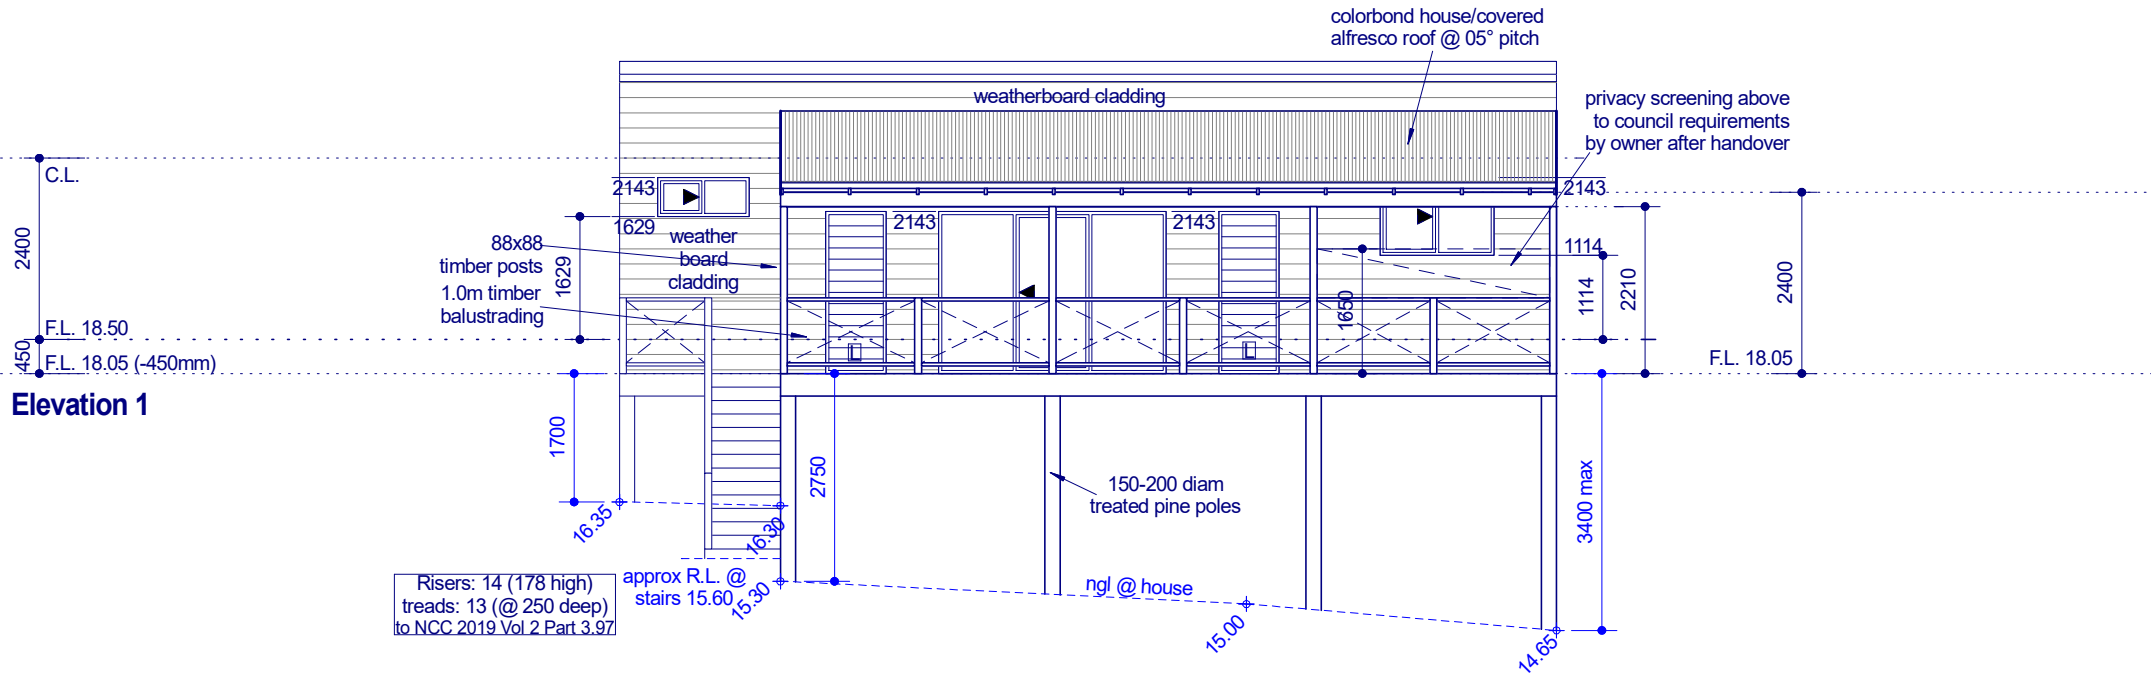 colorbond house/covered
alfresco roof @ 05° pitch
weatherboard cladding
privacy screening above
to council requirements
by owner after handover
C.L.
2143
2143
1629
2143
2143
weather
board
cladding
88x88
timber posts
1.0m timber
balustrading
2400
1629
1114
1114
2210
2400
1650
F.L. 18.50
450
F.L. 18.05 (-450mm)
F.L. 18.05
L
L
Elevation 1
1700
2750
150-200 diam
treated pine poles
3400 max
16.35
16.30
approx R.L. @
stairs 15.60
15.30
ngl @ house
15.00
14.65
Risers: 14 (178 high)
treads: 13 (@ 250 deep)
to NCC 2019 Vol 2 Part 3.97